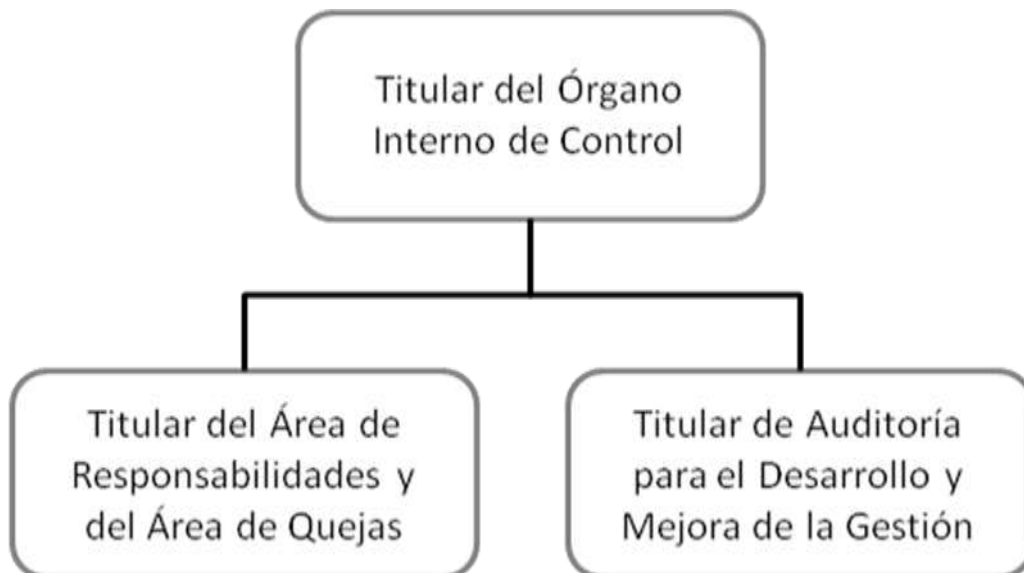 Titular del Órgano
Interno de Control
Titular del Área de
Responsabilidades y
del Área de Quejas
Titular de Auditoría
para el Desarrollo y
Mejora de la Gestión